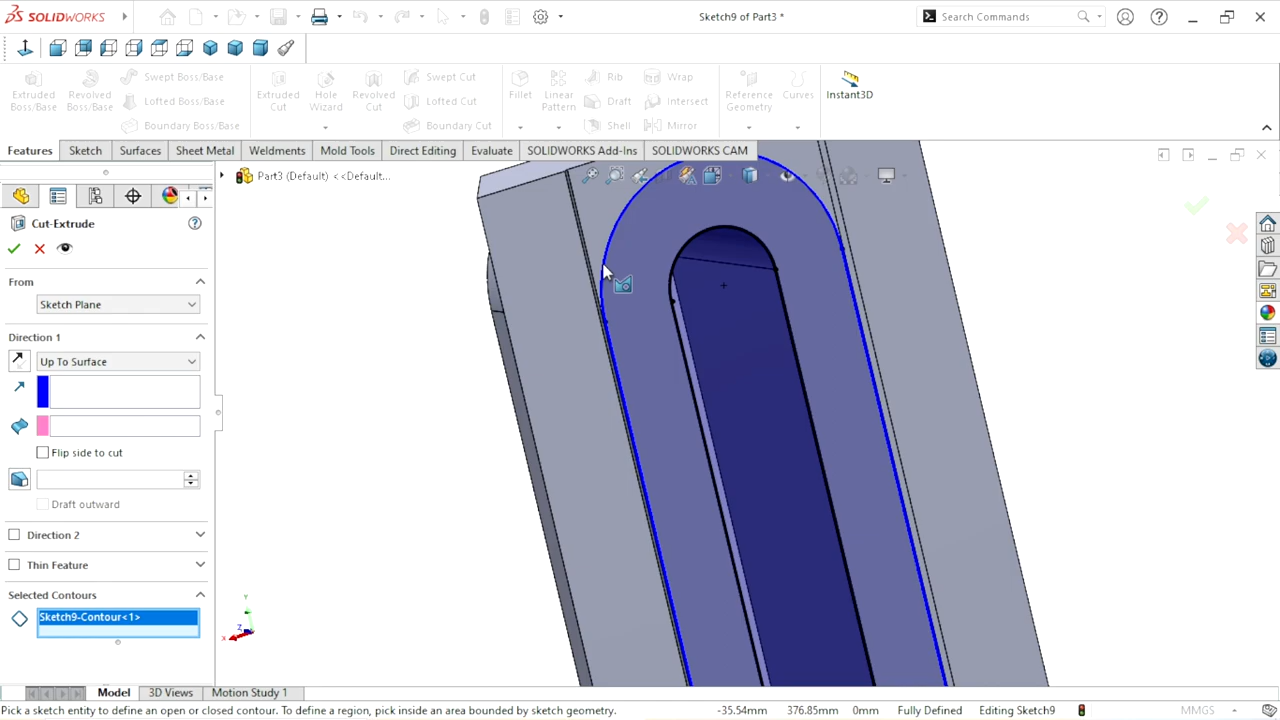 SOLIDWORKS
Sketch9 of Part3 *
Search Commands
Extruded Boss/Base
Revolved Boss/Base
Swept Boss/Base
Lofted Boss/Base
Boundary Boss/Base
Extruded Cut
Hole Wizard
Revolved Cut
Swept Cut
Lofted Cut
Boundary Cut
Fillet
Linear Pattern
Rib
Draft
Shell
Wrap
Intersect
Mirror
Reference Geometry
Curves
Instant3D
Features
Sketch
Surfaces
Sheet Metal
Weldments
Mold Tools
Direct Editing
Evaluate
SOLIDWORKS Add-Ins
SOLIDWORKS CAM
Part3 (Default) <<Default...
Cut-Extrude
From
Sketch Plane
Direction 1
Up To Surface
Flip side to cut
Draft outward
Direction 2
Thin Feature
Selected Contours
Sketch9-Contour<1>
Y
Z
X
Model
3D Views
Motion Study 1
Pick a sketch entity to define an open or closed contour. To define a region, pick inside an area bounded by sketch geometry.
-35.54mm
376.85mm
0mm
Fully Defined
Editing Sketch9
MMGS